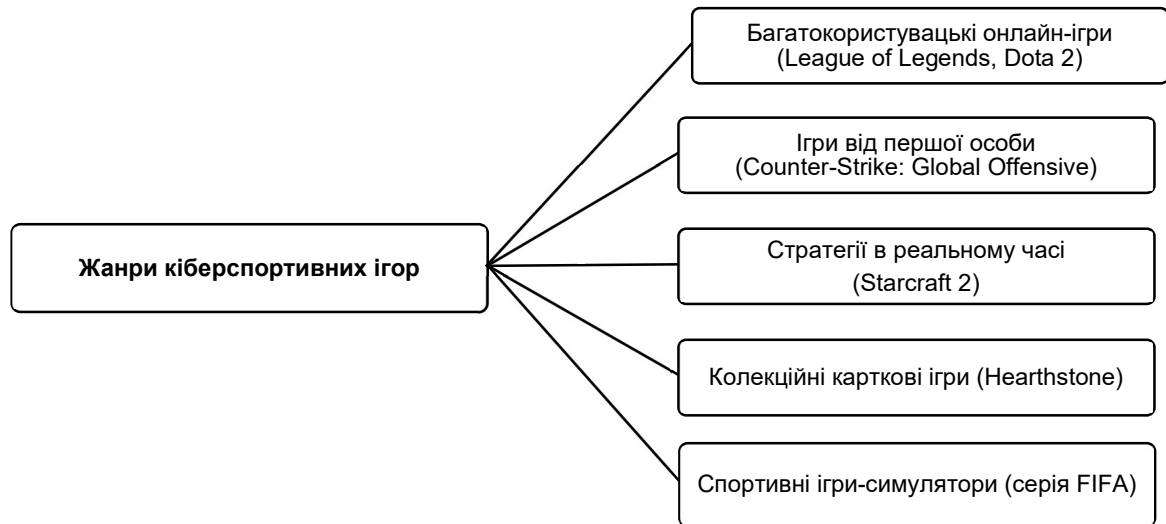 Багатокористувацькі онлайн-ігри
(League of Legends, Dota 2)
Ігри від першої особи
(Counter-Strike: Global Offensive)
Жанри кіберспортивних ігор
Стратегії в реальному часі
(Starcraft 2)
Колекційні карткові ігри (Hearthstone)
Спортивні ігри-симулятори (серія FIFA)